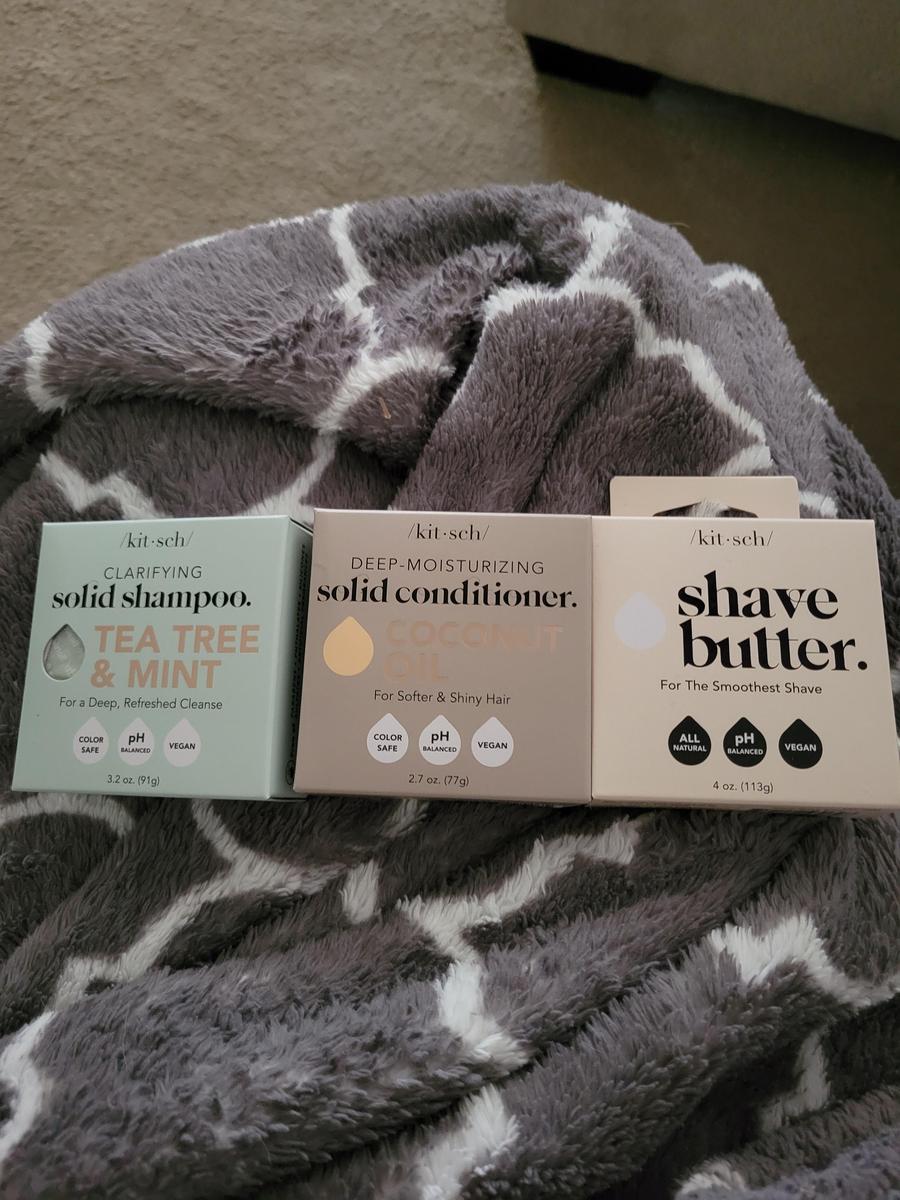 /kit·sch/
CLARIFYING
solid shampoo.
TEA TREE
& MINT
For a Deep, Refreshed Cleanse
COLOR
SAFE
pH
BALANCED
VEGAN
3.2 oz. (91g)
/kit·sch/
DEEP-MOISTURIZING
solid conditioner.
COCONUT
OIL
For Softer & Shiny Hair
COLOR
SAFE
pH
BALANCED
VEGAN
2.7 oz. (77g)
/kit·sch/
shave
butter.
For The Smoothest Shave
ALL
NATURAL
pH
BALANCED
VEGAN
4 oz. (113g)